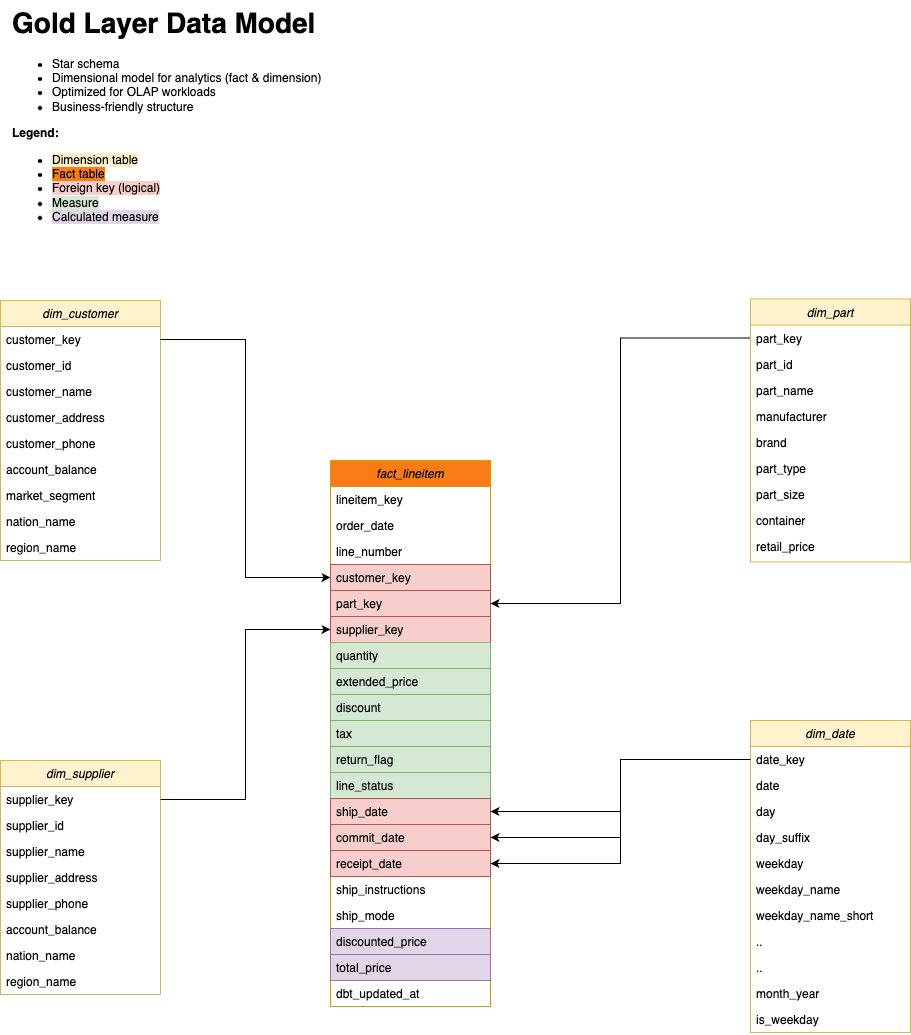 Gold Layer Data Model
Star schema
Dimensional model for analytics (fact & dimension)
Optimized for OLAP workloads
Business-friendly structure
Legend:
Dimension table
Fact table
Foreign key (logical)
Measure
Calculated measure
dim_customer
customer_key
customer_id
customer_name
customer_address
customer_phone
account_balance
market_segment
nation_name
region_name
dim_part
part_key
part_id
part_name
manufacturer
brand
part_type
part_size
container
retail_price
fact_lineitem
lineitem_key
order_date
line_number
customer_key
part_key
supplier_key
quantity
extended_price
discount
tax
return_flag
line_status
ship_date
commit_date
receipt_date
ship_instructions
ship_mode
discounted_price
total_price
dbt_updated_at
dim_supplier
supplier_key
supplier_id
supplier_name
supplier_address
supplier_phone
account_balance
nation_name
region_name
dim_date
date_key
date
day
day_suffix
weekday
weekday_name
weekday_name_short
..
..
month_year
is_weekday